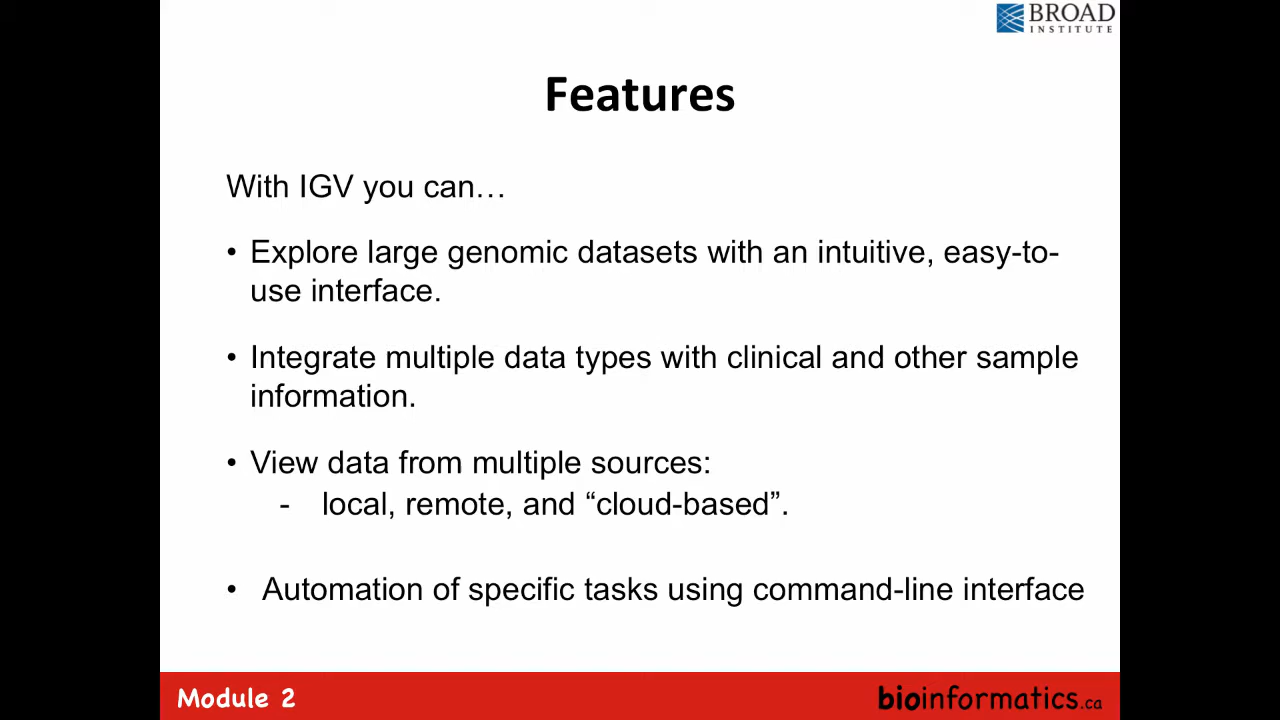 BROAD
INSTITUTE
Features
With IGV you can…
• Explore large genomic datasets with an intuitive, easy-to-
use interface.
• Integrate multiple data types with clinical and other sample
information.
• View data from multiple sources:
- local, remote, and “cloud-based”.
• Automation of specific tasks using command-line interface
Module 2
bioinformatics.ca